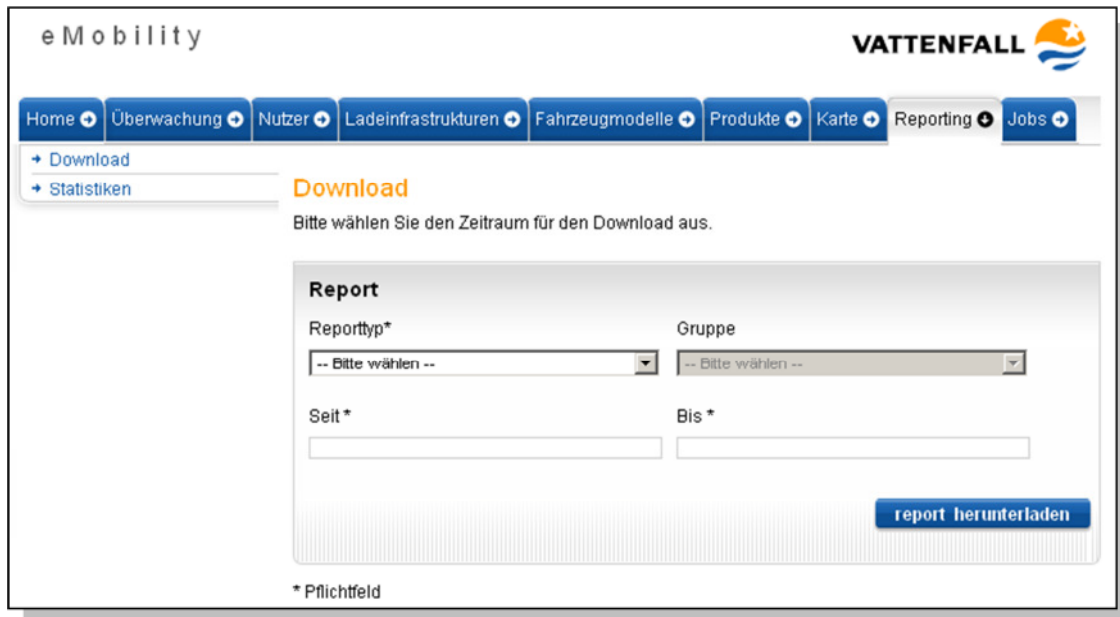 eMobility
VATTENFALL
Home Überwachung Nutzer Ladeinfrastrukturen Fahrzeugmodelle Produkte Karte Reporting Jobs
Download
Statistiken
Download
Bitte wählen Sie den Zeitraum für den Download aus.
Report
Reporttyp* Gruppe
-- Bitte wählen -- -- Bitte wählen --
Seit * Bis *
report herunterladen
* Pflichtfeld